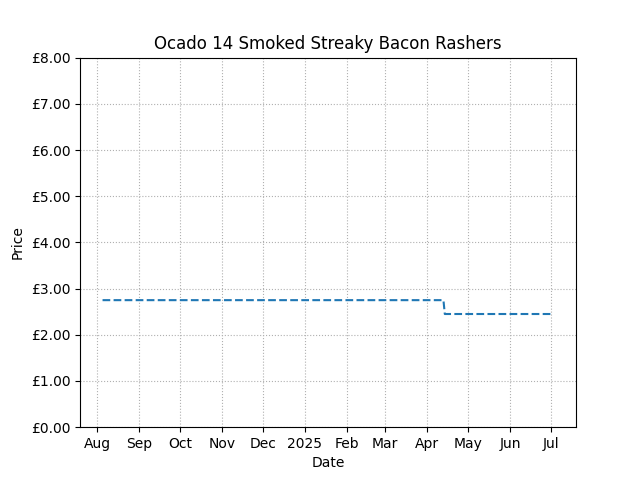 Ocado 14 Smoked Streaky Bacon Rashers
£8.00
£7.00
£6.00
£5.00
£4.00
£3.00
£2.00
£1.00
£0.00
Price
Aug Sep Oct Nov Dec 2025 Feb Mar Apr May Jun Jul
Date